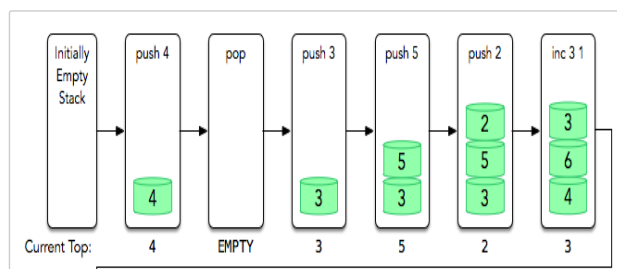 Initially
Empty
Stack
push 4
pop
push 3
push 5
push 2
inc 3 1
4
3
5
3
2
5
3
3
6
4
Current Top: 4 EMPTY 3 5 2 3